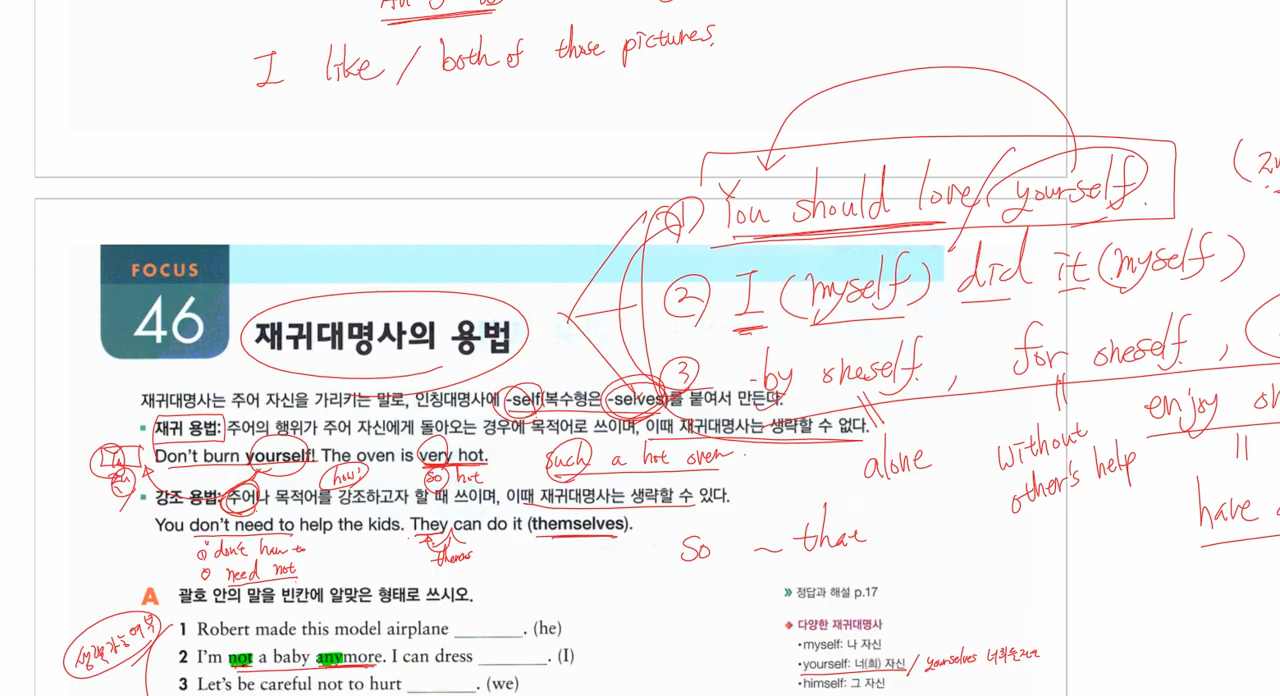 I like / both of those pictures.
1) You should love / yourself.
② I (myself) did it (myself)
③ -by oneself, for oneself,
alone
without other's help
enjoy
have
FOCUS
46
재귀대명사의 용법
재귀대명사는 주어 자신을 가리키는 말로, 인칭대명사에 -self(복수형은 -selves)를 붙여서 만든다.
재귀 용법: 주어의 행위가 주어 자신에게 돌아오는 경우에 목적어로 쓰이며, 이때 재귀대명사는 생략할 수 없다.
Don't burn yourself! The oven is very hot.
such a hot oven.
so hot
강조 용법: 주어나 목적어를 강조하고자 할 때 쓰이며, 이때 재귀대명사는 생략할 수 있다.
You don't need to help the kids. They can do it (themselves).
don't have to
need not
so ~ that
A 괄호 안의 말을 빈칸에 알맞은 형태로 쓰시오.
1 Robert made this model airplane ________. (he)
2 I'm not a baby anymore. I can dress ________. (I)
3 Let's be careful not to hurt ________. (we)
생략가능여부
» 정답과 해설 p.17
다양한 재귀대명사
•myself: 나 자신
•yourself: 너(희) 자신 / yourselves
•himself: 그 자신